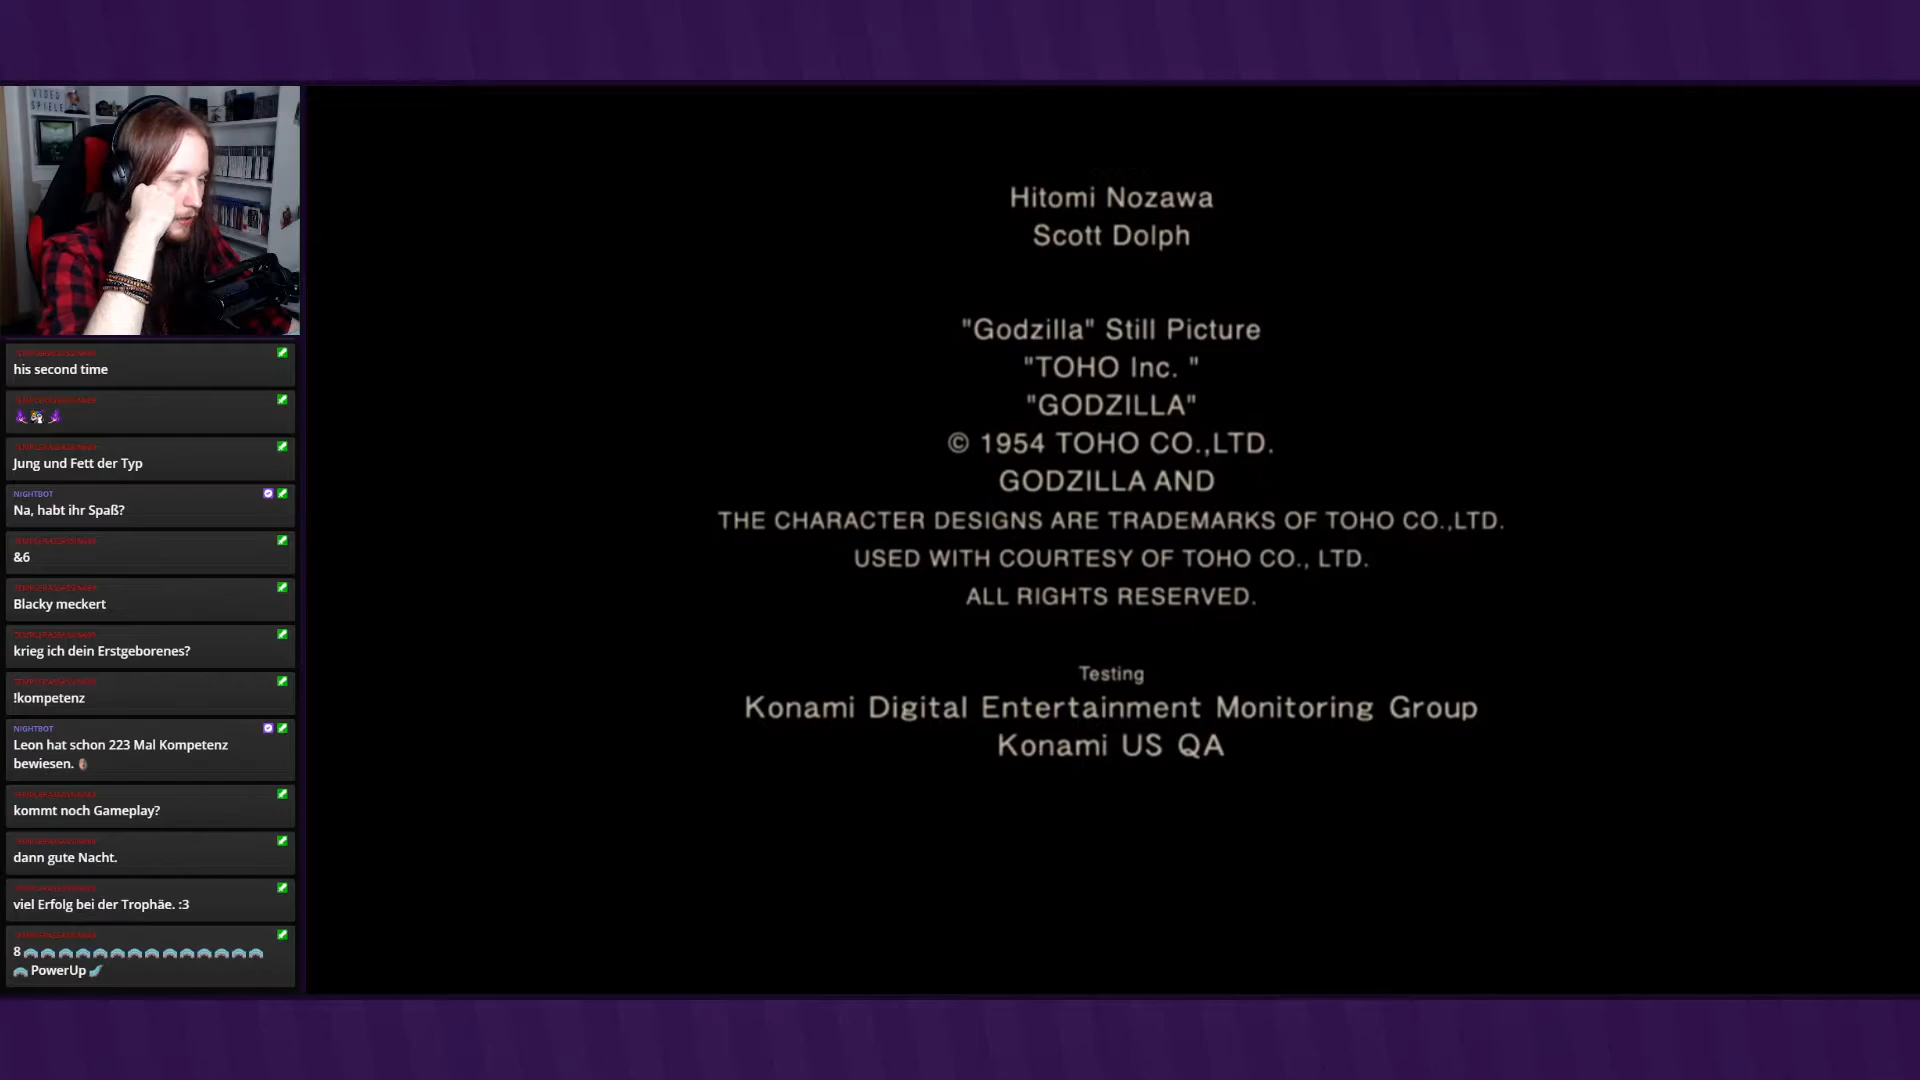 VIDEO
SPIELE
his second time
Jung und Fett der Typ
NIGHTBOT
Na, habt ihr Spaß?
&6
Blacky meckert
krieg ich dein Erstgeborenes?
!kompetenz
NIGHTBOT
Leon hat schon 223 Mal Kompetenz
bewiesen.
kommt noch Gameplay?
dann gute Nacht.
viel Erfolg bei der Trophäe. :3
8
PowerUp
Hitomi Nozawa
Scott Dolph
"Godzilla" Still Picture
"TOHO Inc. "
"GODZILLA"
© 1954 TOHO CO.,LTD.
GODZILLA AND
THE CHARACTER DESIGNS ARE TRADEMARKS OF TOHO CO.,LTD.
USED WITH COURTESY OF TOHO CO., LTD.
ALL RIGHTS RESERVED.
Testing
Konami Digital Entertainment Monitoring Group
Konami US QA